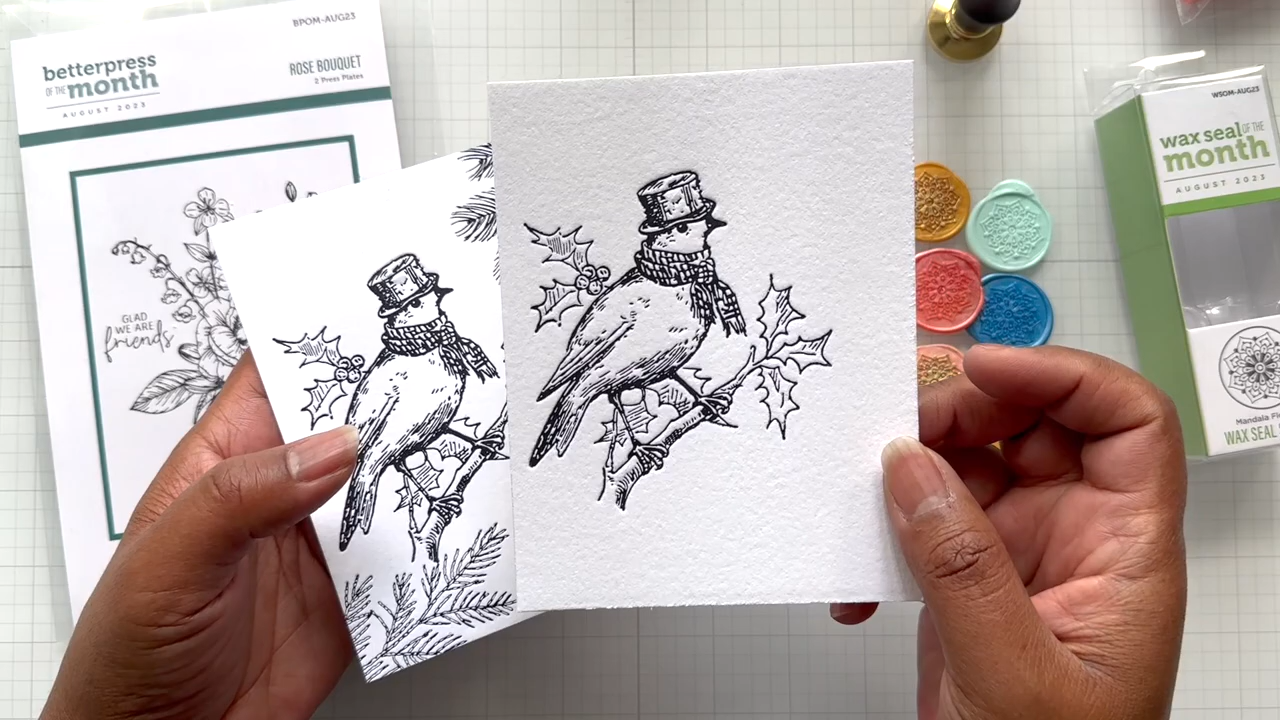 BPOM-AUG23
betterpress
OF THE month
AUGUST 2023
ROSE BOUQUET
2 Press Plates
GLAD
WE ARE
friends
WSOM-AUG23
wax seal OF THE
month
AUGUST 2023
WAX SEAL